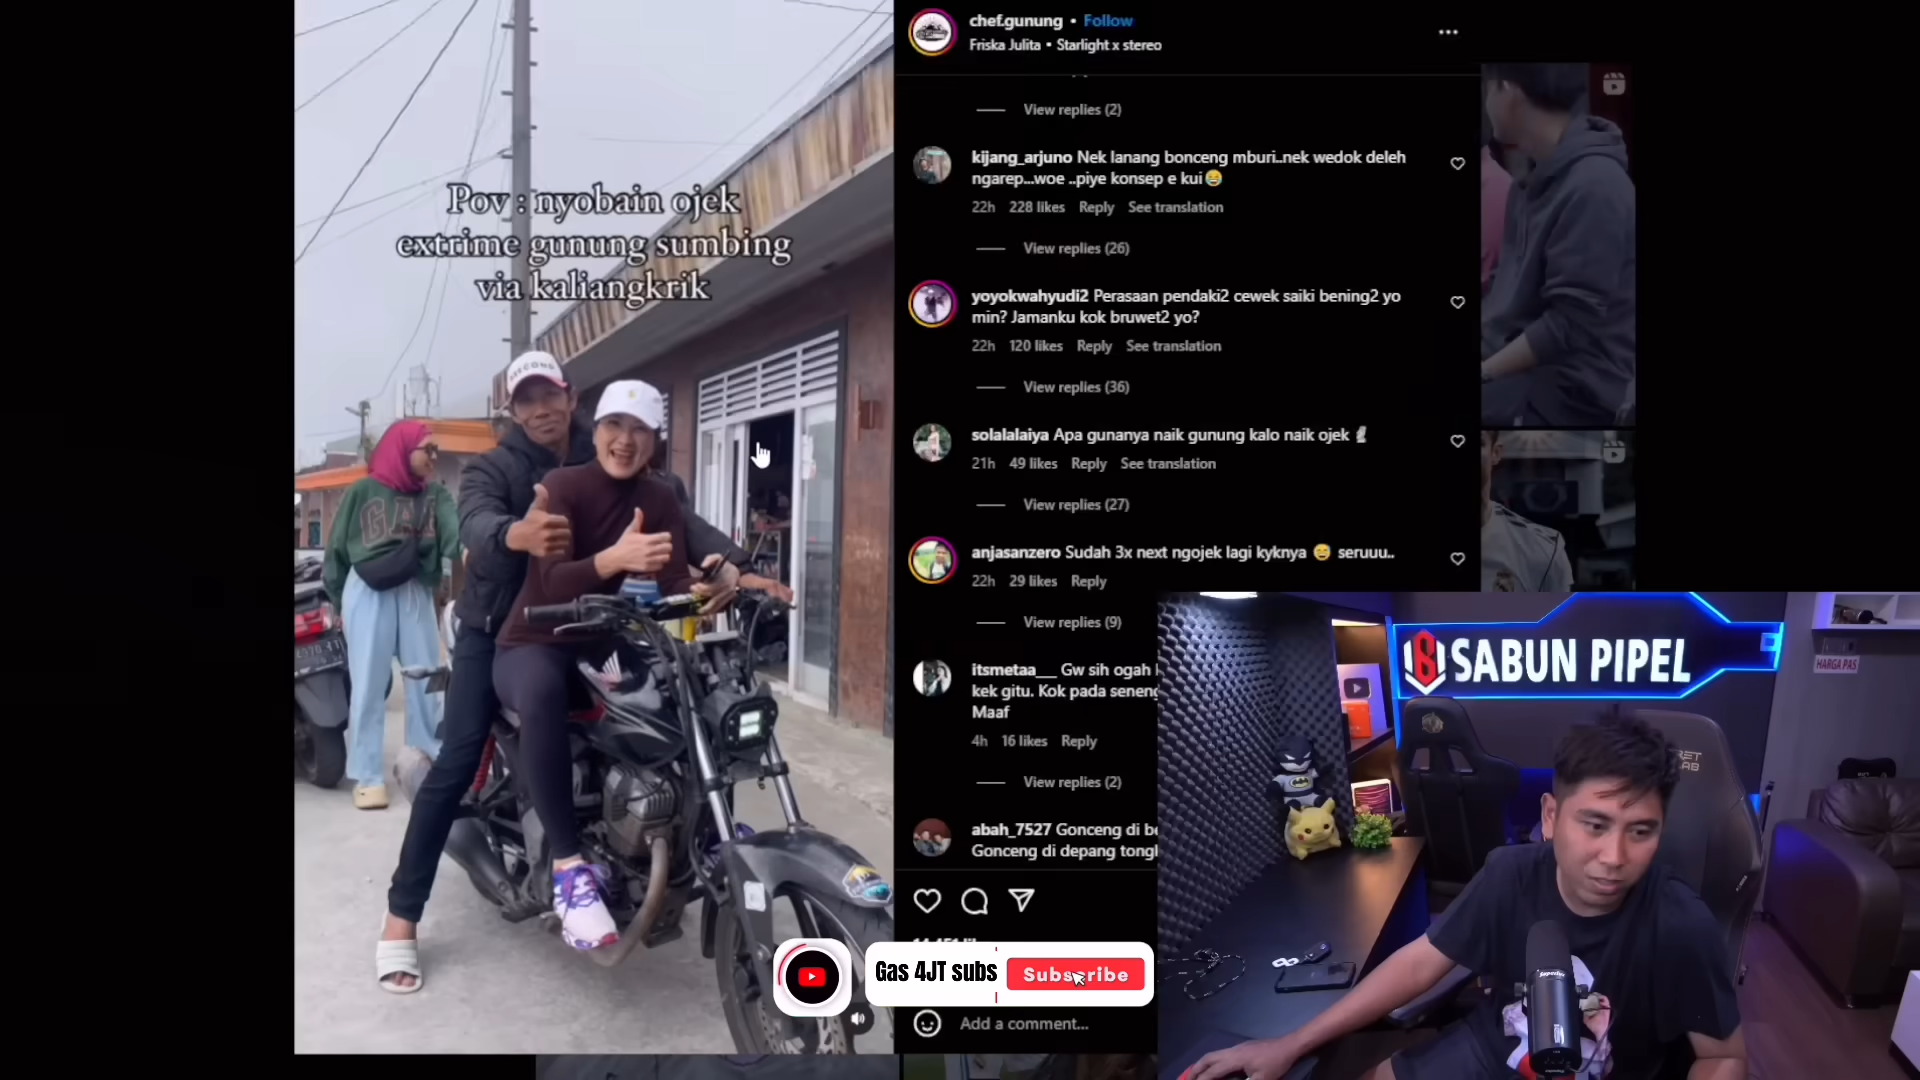 Pov : nyobain ojek
extrime gunung sumbing
via kaliangkrik
GAP
chef.gunung • Follow
Friska Julita • Starlight x stereo
View replies (2)
kijang_arjuno Nek lanang bonceng mburi..nek wedok deleh
ngarep...woe ..piye konsep e kui😂
22h 228 likes Reply See translation
View replies (26)
yoyokwahyudi2 Perasaan pendaki2 cewek saiki bening2 yo
min? Jamanku kok bruwet2 yo?
22h 120 likes Reply See translation
View replies (36)
solalalaiya Apa gunanya naik gunung kalo naik ojek
21h 49 likes Reply See translation
View replies (27)
anjasanzero Sudah 3x next ngojek lagi kyknya 😄 seruuu..
22h 29 likes Reply
View replies (9)
itsmetaa__ Gw sih ogah
kek gitu. Kok pada seneng
Maaf
4h 16 likes Reply
View replies (2)
abah_7527 Gonceng di
Gonceng di depang
Add a comment...
Gas 4JT subs
Subscribe
SABUN PIPEL
HARGA PAS